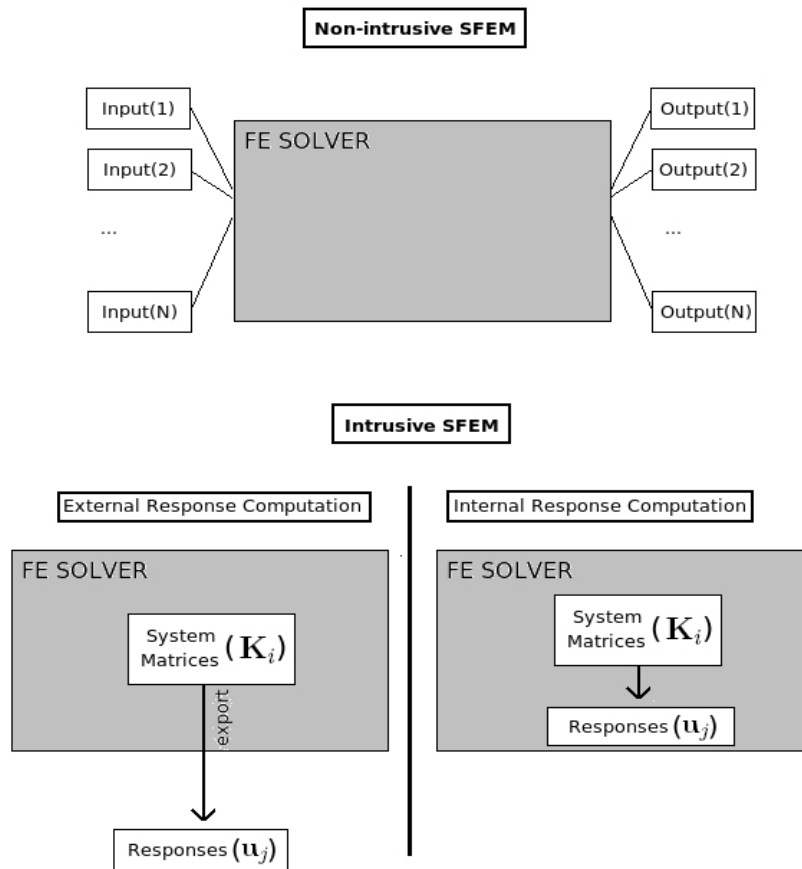 Non-intrusive SFEM
Input(1)
Output(1)
FE SOLVER
Input(2)
Output(2)
...
...
Input(N)
Output(N)
Intrusive SFEM
External Response Computation
Internal Response Computation
FE SOLVER
System
Matrices (K_i)
export
Responses (u_j)
FE SOLVER
System
Matrices (K_i)
Responses (u_j)